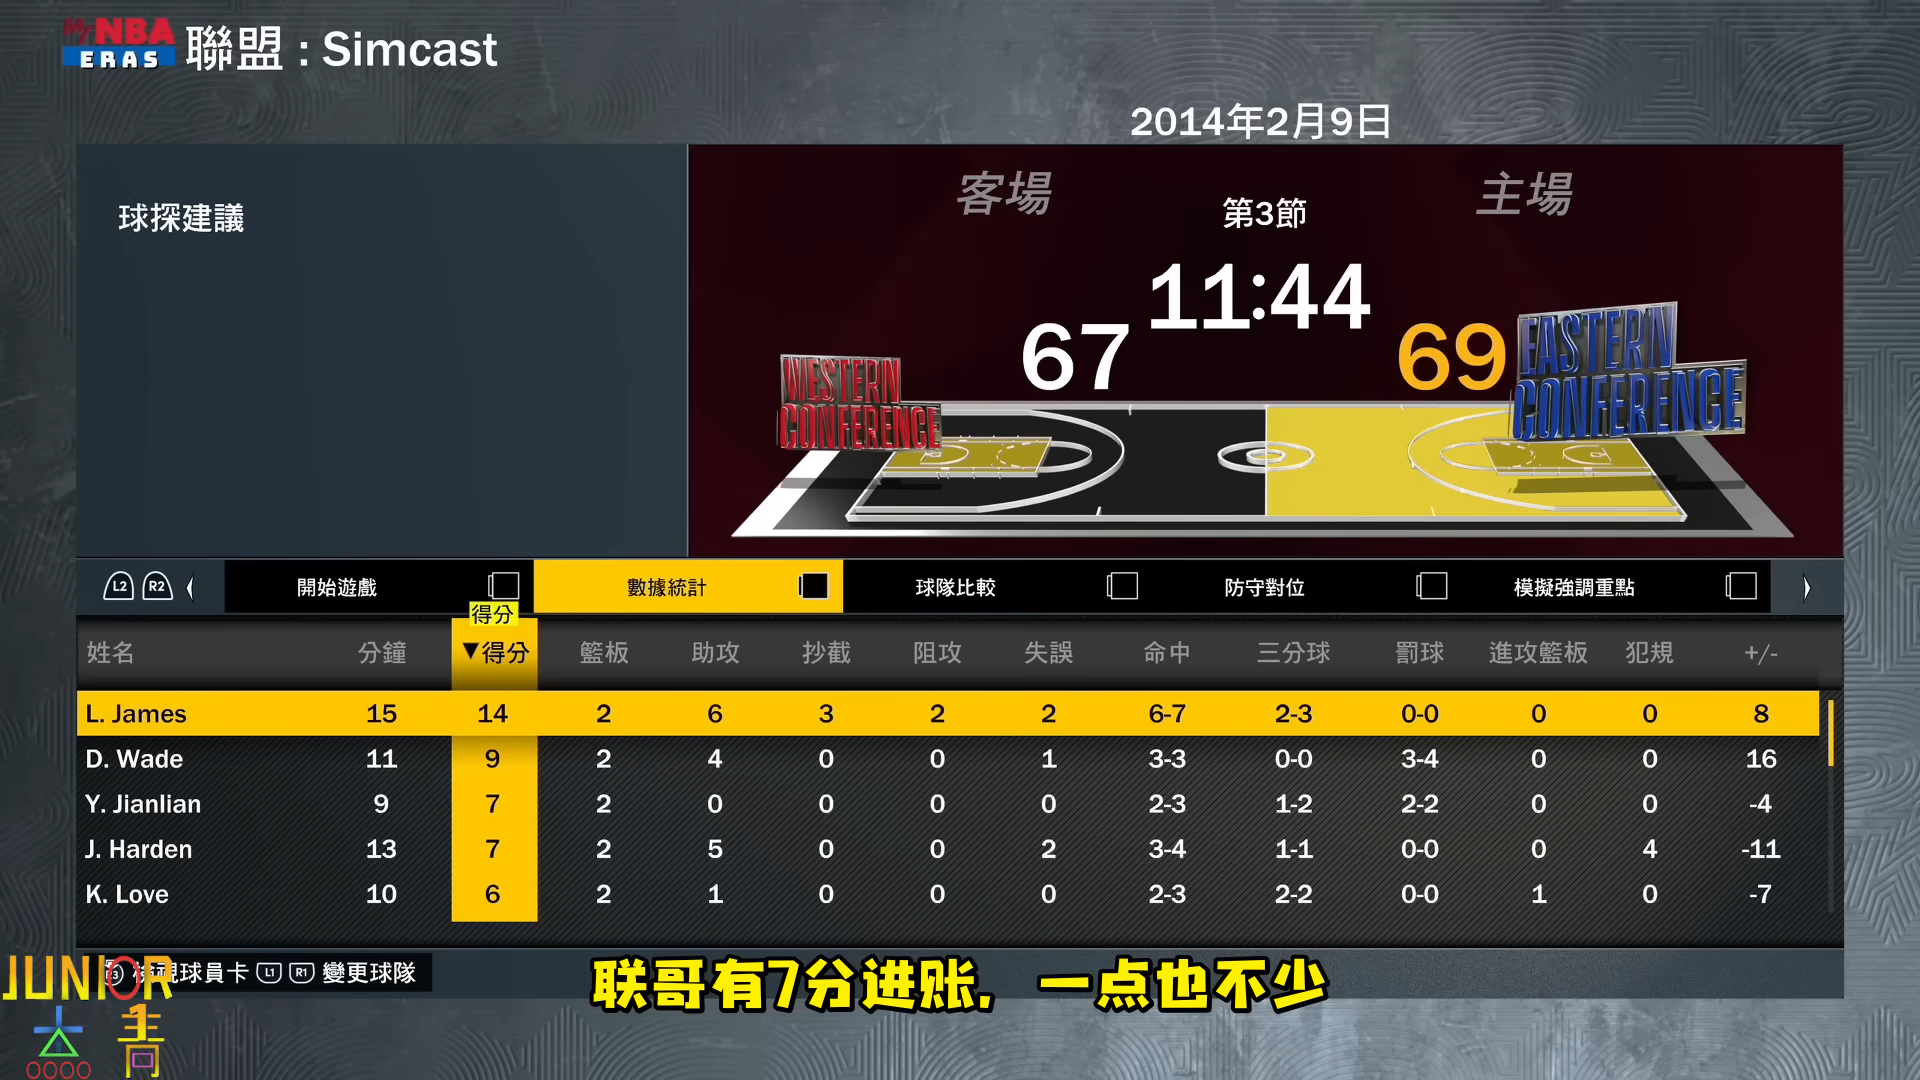 MyNBA ERAS 聯盟 : Simcast
2014年2月9日
球探建議
客場
第3節
主場
11:44
67
69
WESTERN CONFERENCE
EASTERN CONFERENCE
L2 R2 開始遊戲 數據統計 球隊比較 防守對位 模擬強調重點
得分
姓名 分鐘 ▼得分 籃板 助攻 抄截 阻攻 失誤 命中 三分球 罰球 進攻籃板 犯規 +/-
L. James 15 14 2 6 3 2 2 6-7 2-3 0-0 0 0 8
D. Wade 11 9 2 4 0 0 1 3-3 0-0 3-4 0 0 16
Y. Jianlian 9 7 2 0 0 0 0 2-3 1-2 2-2 0 0 -4
J. Harden 13 7 2 5 0 0 2 3-4 1-1 0-0 0 4 -11
K. Love 10 6 2 1 0 0 0 2-3 2-2 0-0 1 0 -7
球員卡 L1 R1 變更球隊
联哥有7分进账，一点也不少
JUNIOR